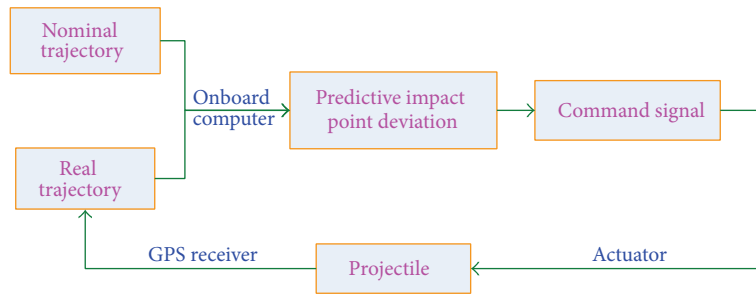 Nominal
trajectory
Onboard
computer
Predictive impact
point deviation
Command signal
Real
trajectory
GPS receiver
Projectile
Actuator